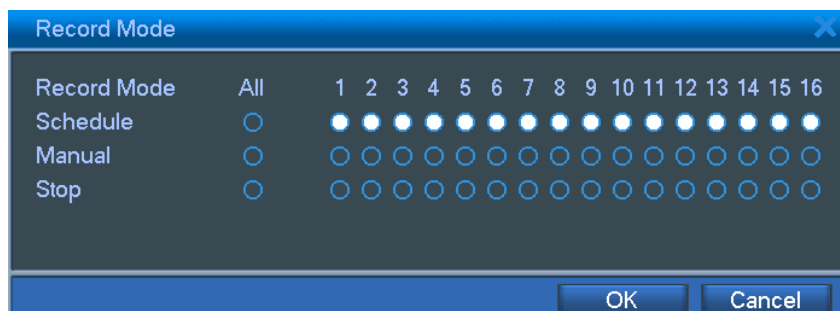 Record Mode
Record Mode All 1 2 3 4 5 6 7 8 9 10 11 12 13 14 15 16
Schedule
Manual
Stop
OK Cancel